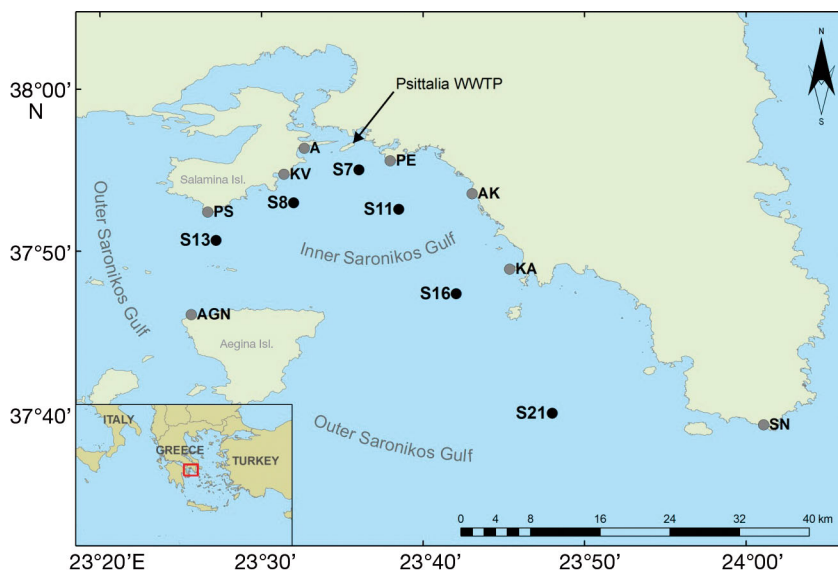 38°00'
N
37°50'
37°40'
Psittalia WWTP
N
S
A
KV
S7
PE
Salamina Isl.
PS
S8
S11
AK
S13
Inner Saronikos Gulf
Outer Saronikos Gulf
KA
S16
AGN
Aegina Isl.
S21
SN
Outer Saronikos Gulf
ITALY
GREECE
TURKEY
0 2 4 8 16 24 32 40 km
23°20'E 23°30' 23°40' 23°50' 24°00'